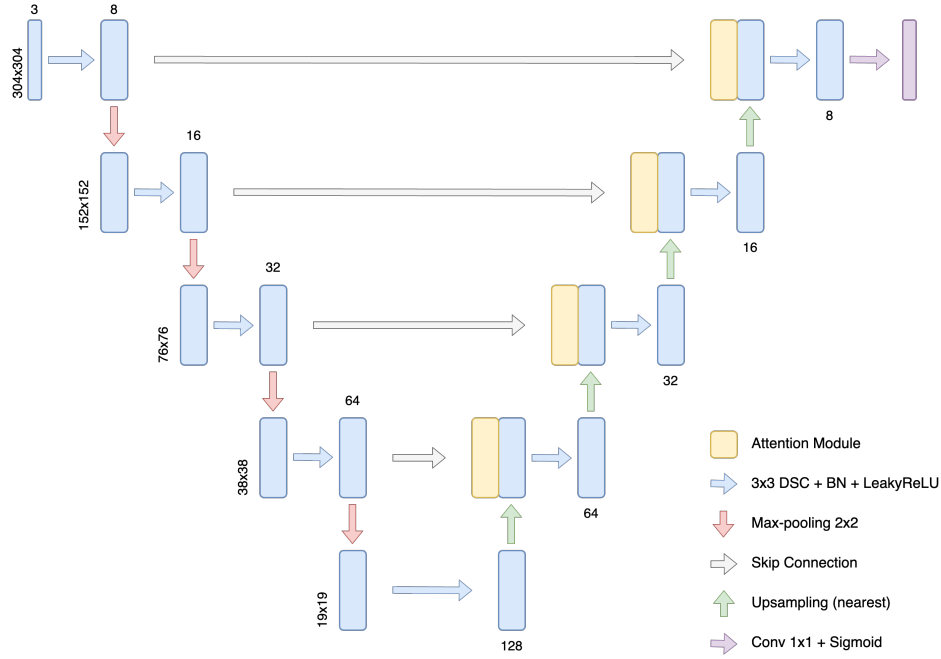 3
8
304x304
8
16
152x152
16
32
76x76
32
64
38x38
64
19x19
128
Attention Module
3x3 DSC + BN + LeakyReLU
Max-pooling 2x2
Skip Connection
Upsampling (nearest)
Conv 1x1 + Sigmoid